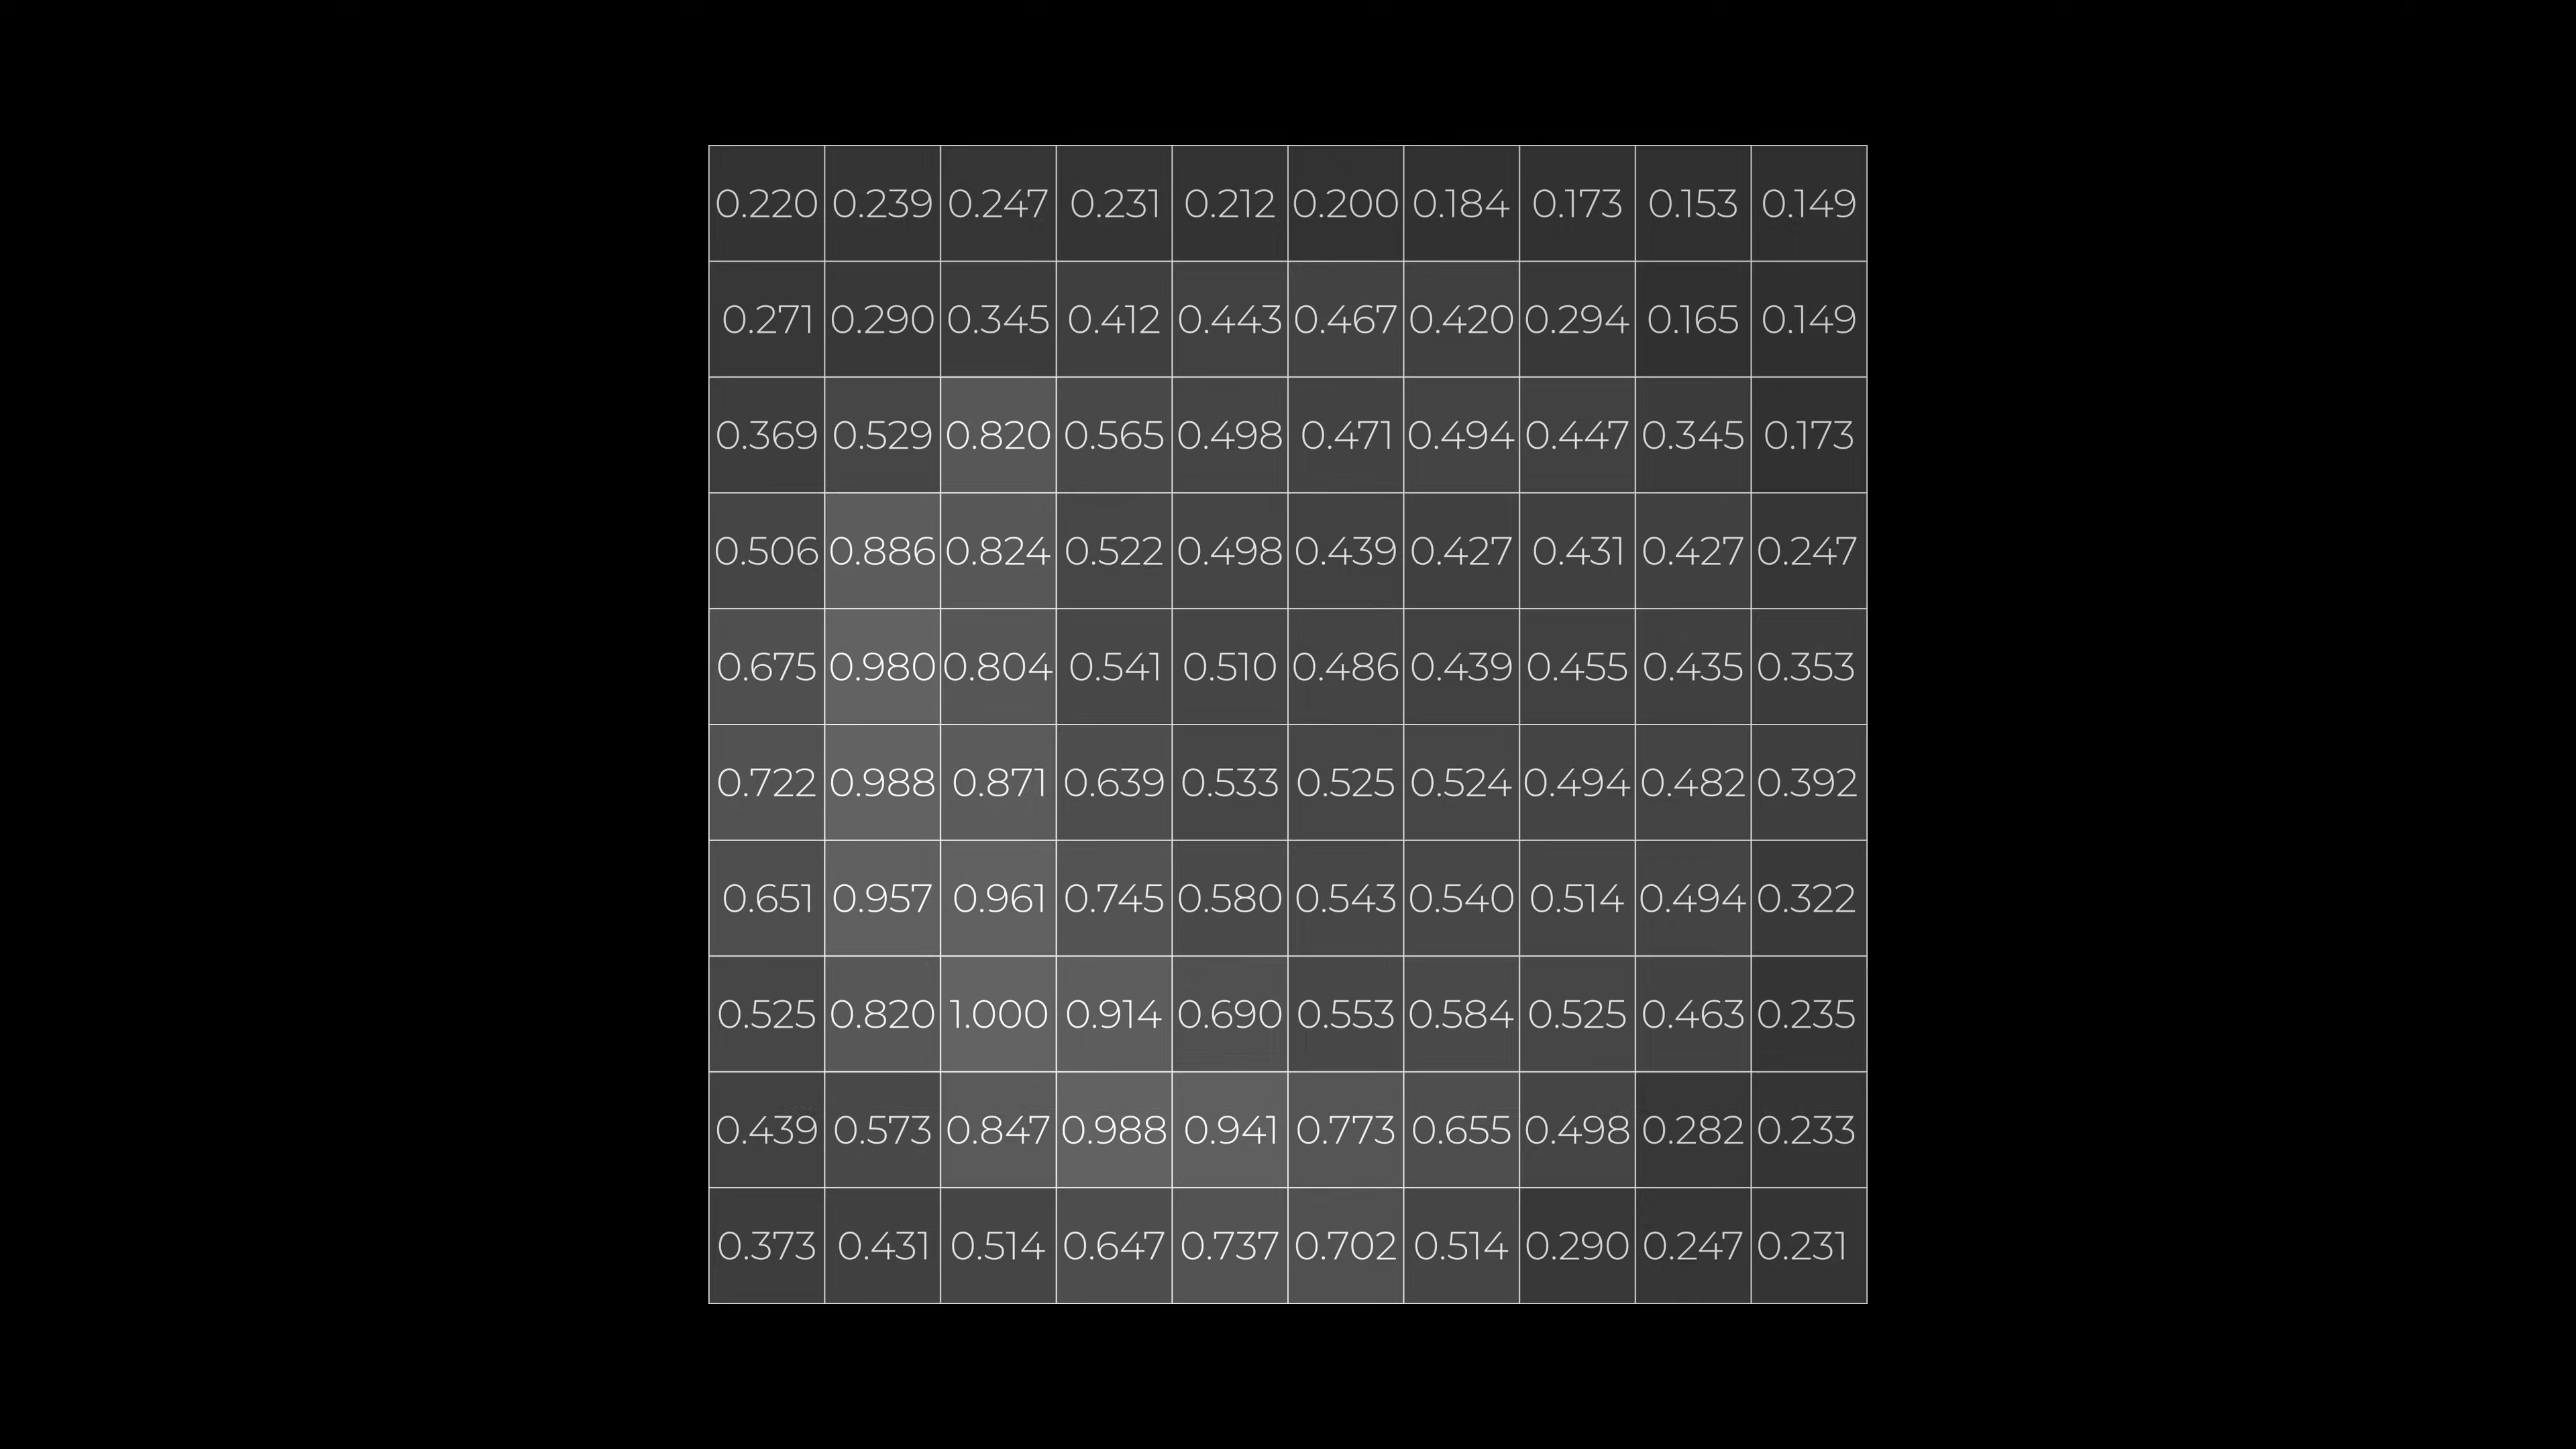 0.220 0.239 0.247 0.231 0.212 0.200 0.184 0.173 0.153 0.149
0.271 0.290 0.345 0.412 0.443 0.467 0.420 0.294 0.165 0.149
0.369 0.529 0.820 0.565 0.498 0.471 0.494 0.447 0.345 0.173
0.506 0.886 0.824 0.522 0.498 0.439 0.427 0.431 0.427 0.247
0.675 0.980 0.804 0.541 0.510 0.486 0.439 0.455 0.435 0.353
0.722 0.988 0.871 0.639 0.533 0.525 0.524 0.494 0.482 0.392
0.651 0.957 0.961 0.745 0.580 0.543 0.540 0.514 0.494 0.322
0.525 0.820 1.000 0.914 0.690 0.553 0.584 0.525 0.463 0.235
0.439 0.573 0.847 0.988 0.941 0.773 0.655 0.498 0.282 0.233
0.373 0.431 0.514 0.647 0.737 0.702 0.514 0.290 0.247 0.231